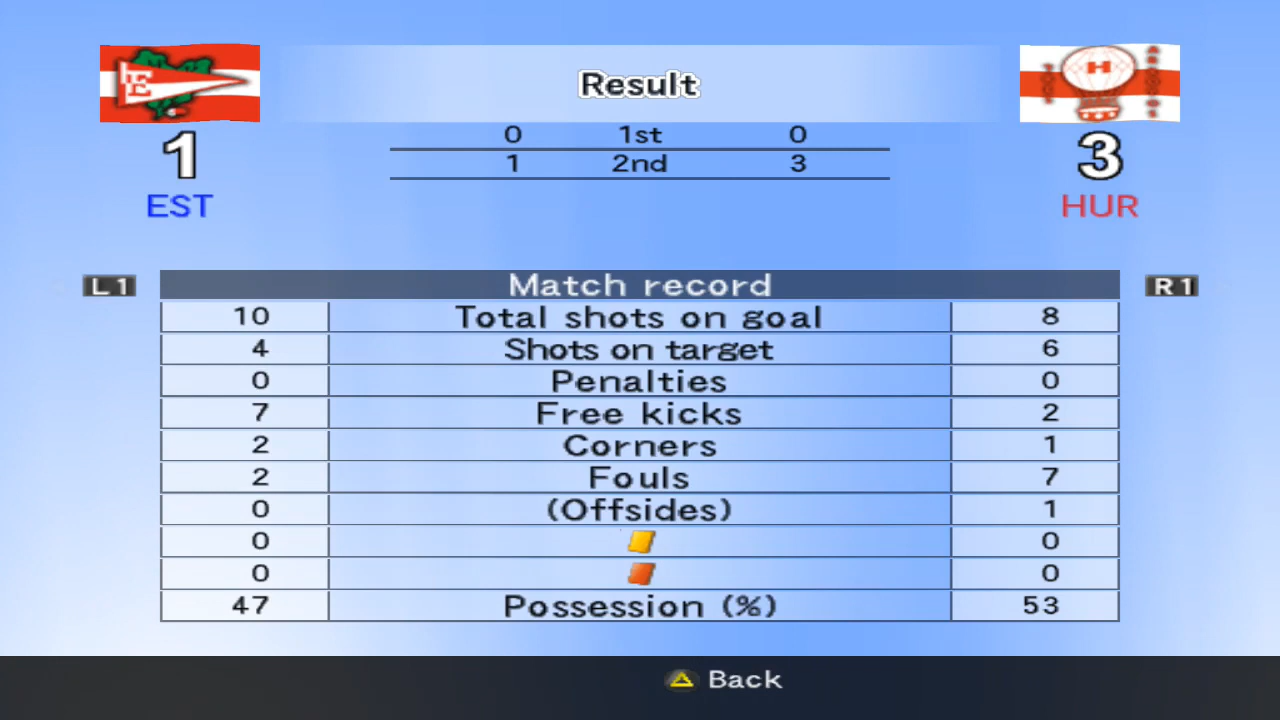 E
Result
H
0 1st 0
1 2nd 3
1
3
EST
HUR
L1
Match record
R1
10 Total shots on goal 8
4 Shots on target 6
0 Penalties 0
7 Free kicks 2
2 Corners 1
2 Fouls 7
0 (Offsides) 1
0 0
0 0
47 Possession (%) 53
Back